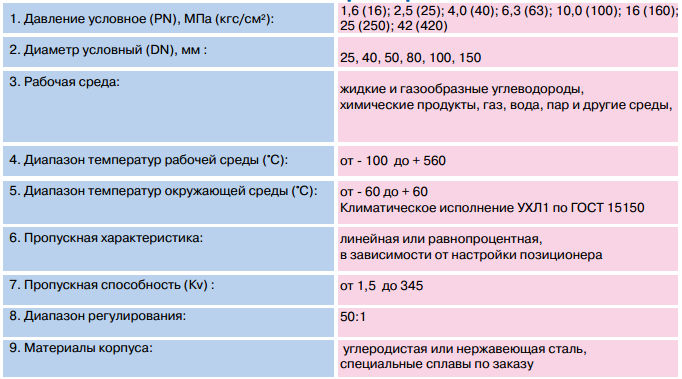 1. Давление условное (PN), МПа (кгс/см²):
1,6 (16); 2,5 (25); 4,0 (40); 6,3 (63); 10,0 (100); 16 (160);
25 (250); 42 (420)
2. Диаметр условный (DN), мм :
25, 40, 50, 80, 100, 150
3. Рабочая среда:
жидкие и газообразные углеводороды,
химические продукты, газ, вода, пар и другие среды,
4. Диапазон температур рабочей среды (˚С):
от - 100 до + 560
5. Диапазон температур окружающей среды (˚С):
от - 60 до + 60
Климатическое исполнение УХЛ1 по ГОСТ 15150
6. Пропускная характеристика:
линейная или равнопроцентная,
в зависимости от настройки позиционера
7. Пропускная способность (Kv) :
от 1,5 до 345
8. Диапазон регулирования:
50:1
9. Материалы корпуса:
углеродистая или нержавеющая сталь,
специальные сплавы по заказу